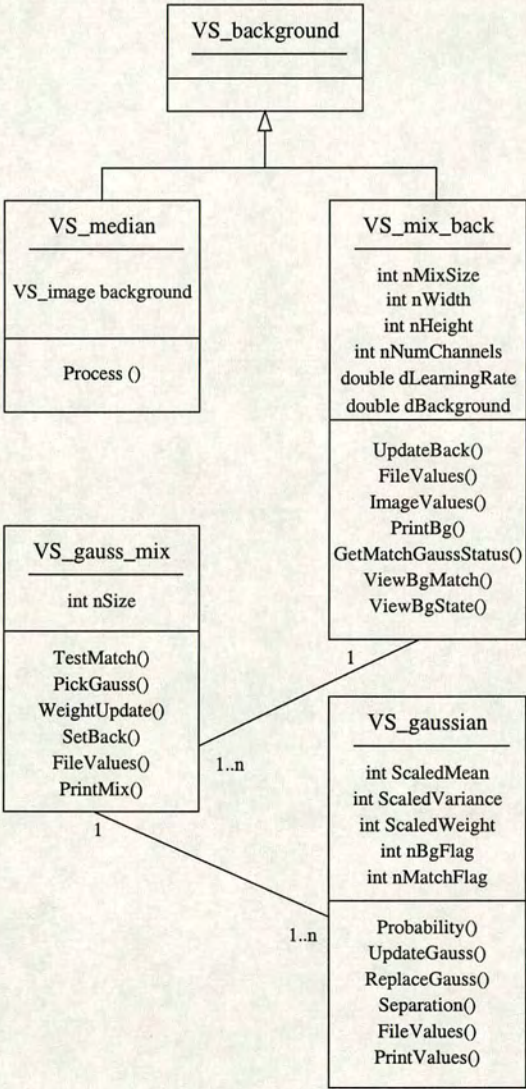 VS_background
VS_median
VS_image background
Process ()
VS_mix_back
int nMixSize
int nWidth
int nHeight
int nNumChannels
double dLearningRate
double dBackground
UpdateBack()
FileValues()
ImageValues()
PrintBg()
GetMatchGaussStatus()
ViewBgMatch()
ViewBgState()
VS_gauss_mix
int nSize
TestMatch()
PickGauss()
WeightUpdate()
SetBack()
FileValues()
PrintMix()
1
1..n
1
1..n
VS_gaussian
int ScaledMean
int ScaledVariance
int ScaledWeight
int nBgFlag
int nMatchFlag
Probability()
UpdateGauss()
ReplaceGauss()
Separation()
FileValues()
PrintValues()